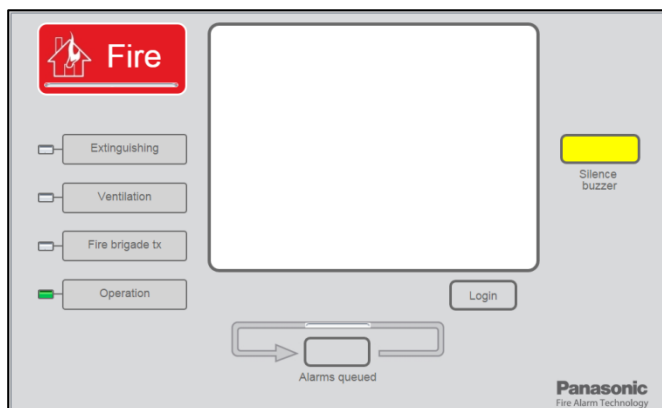 Fire
Extinguishing
Ventilation
Fire brigade tx
Operation
Silence
buzzer
Login
Alarms queued
Panasonic
Fire Alarm Technology